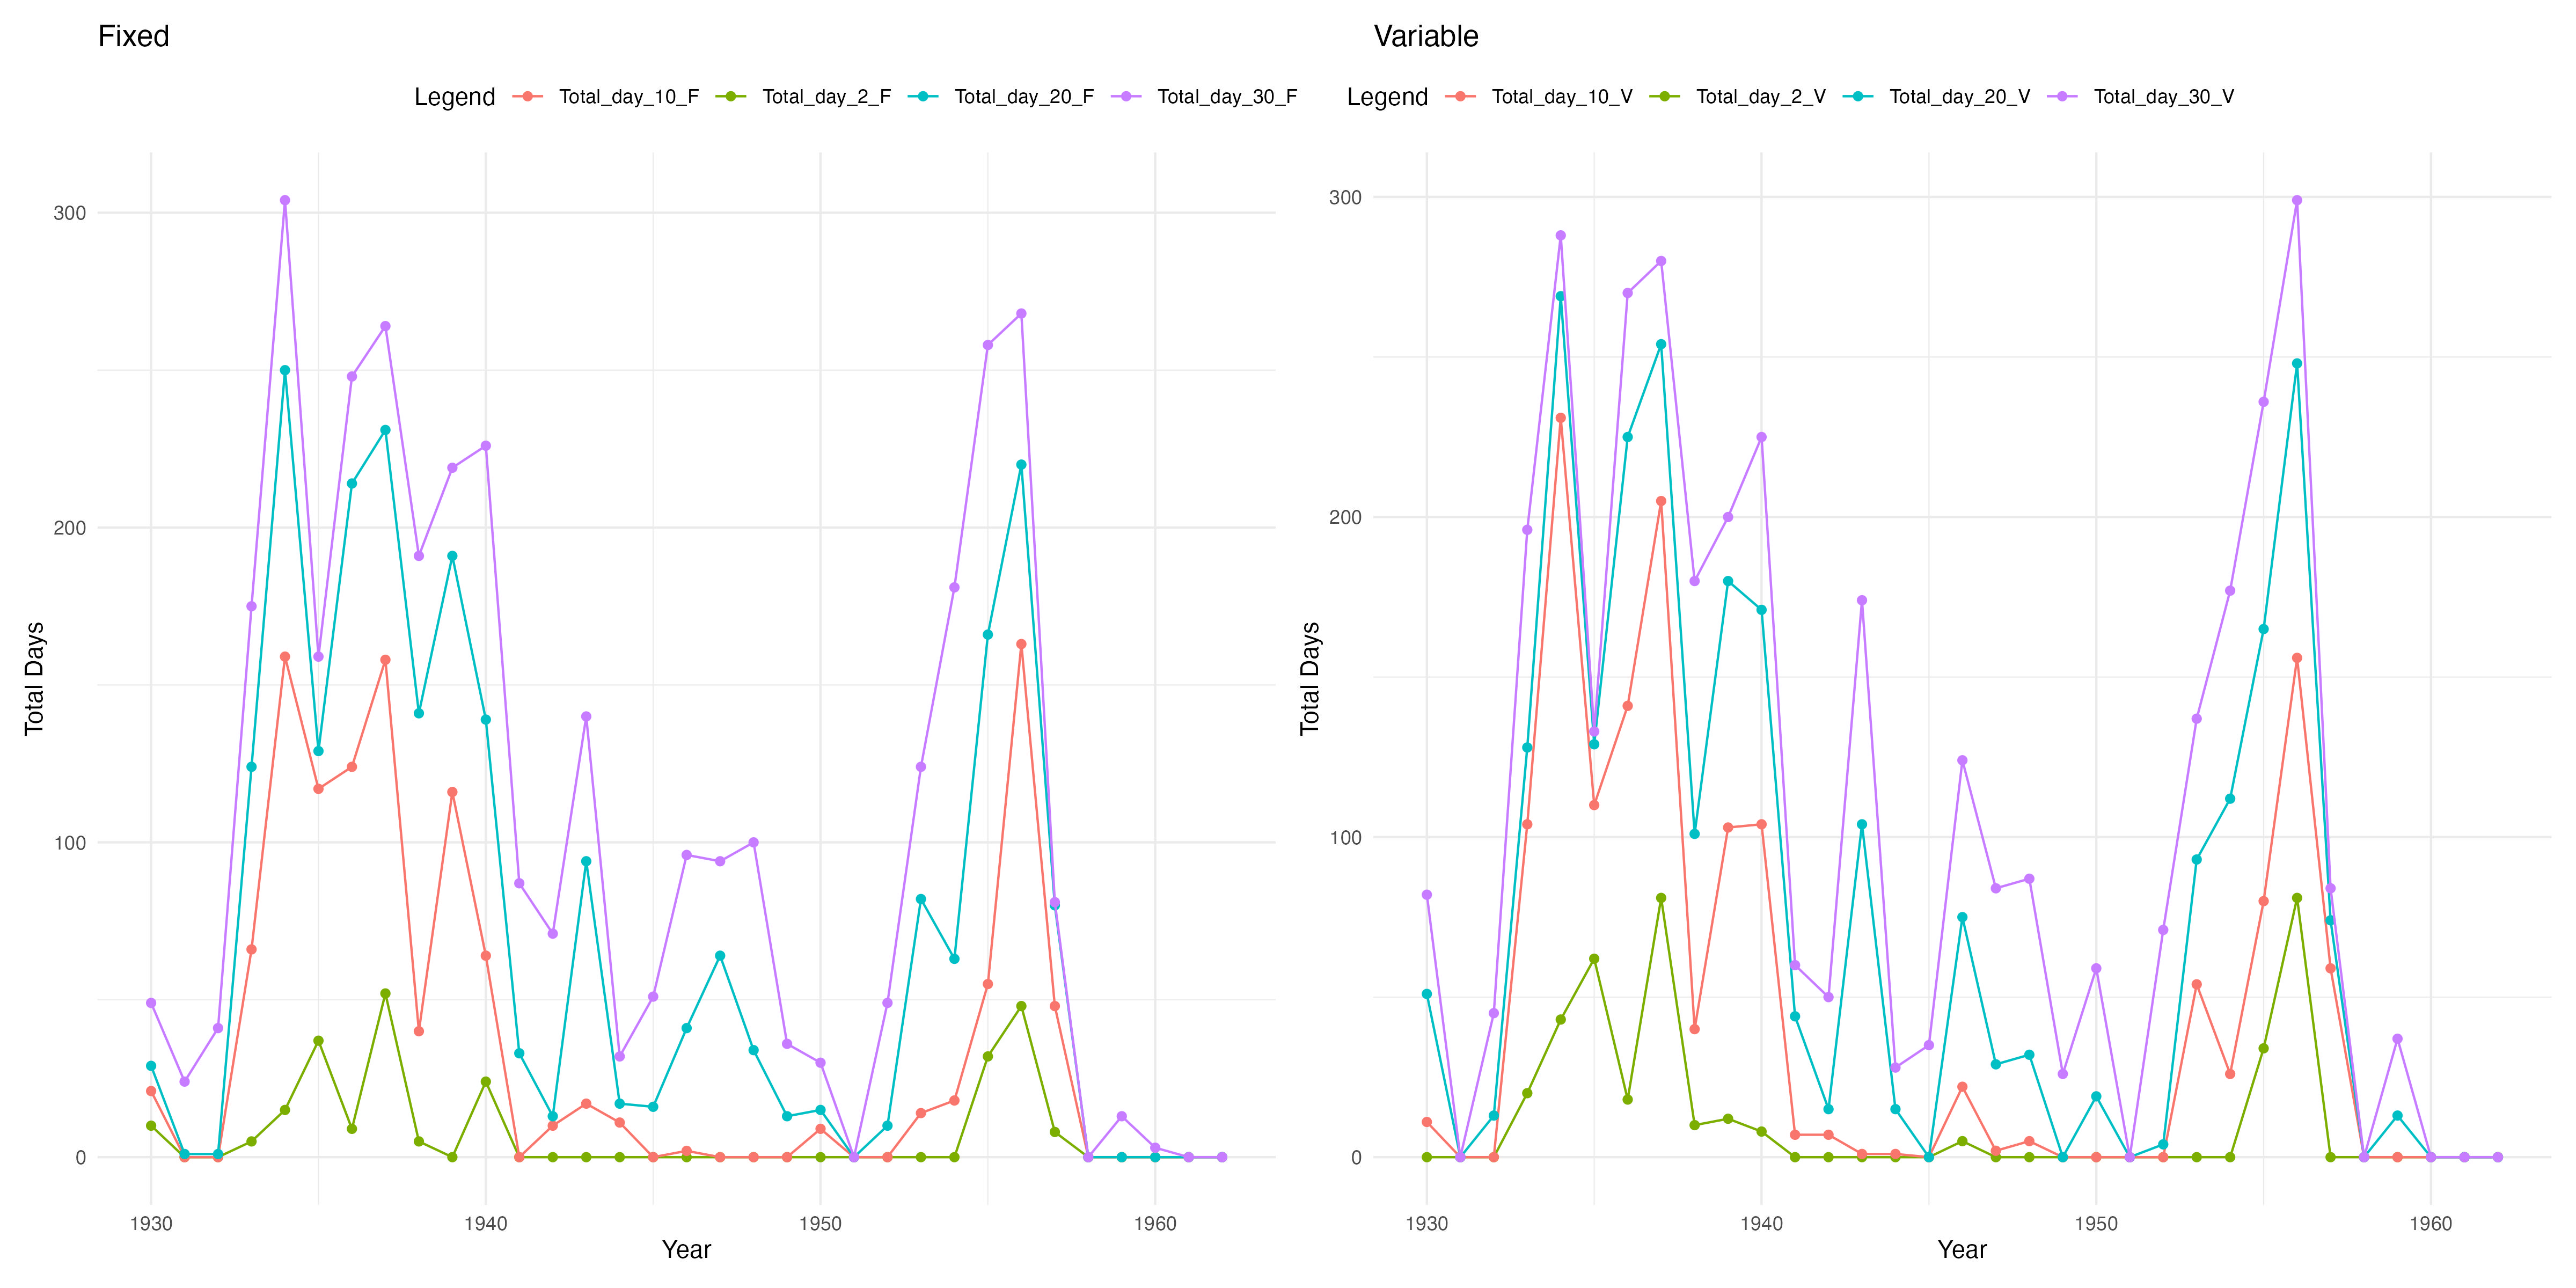 Fixed
Legend Total_day_10_F Total_day_2_F Total_day_20_F Total_day_30_F
300
200
100
0
Total Days
1930 1940 1950 1960
Year
Variable
Legend Total_day_10_V Total_day_2_V Total_day_20_V Total_day_30_V
300
200
100
0
Total Days
1930 1940 1950 1960
Year